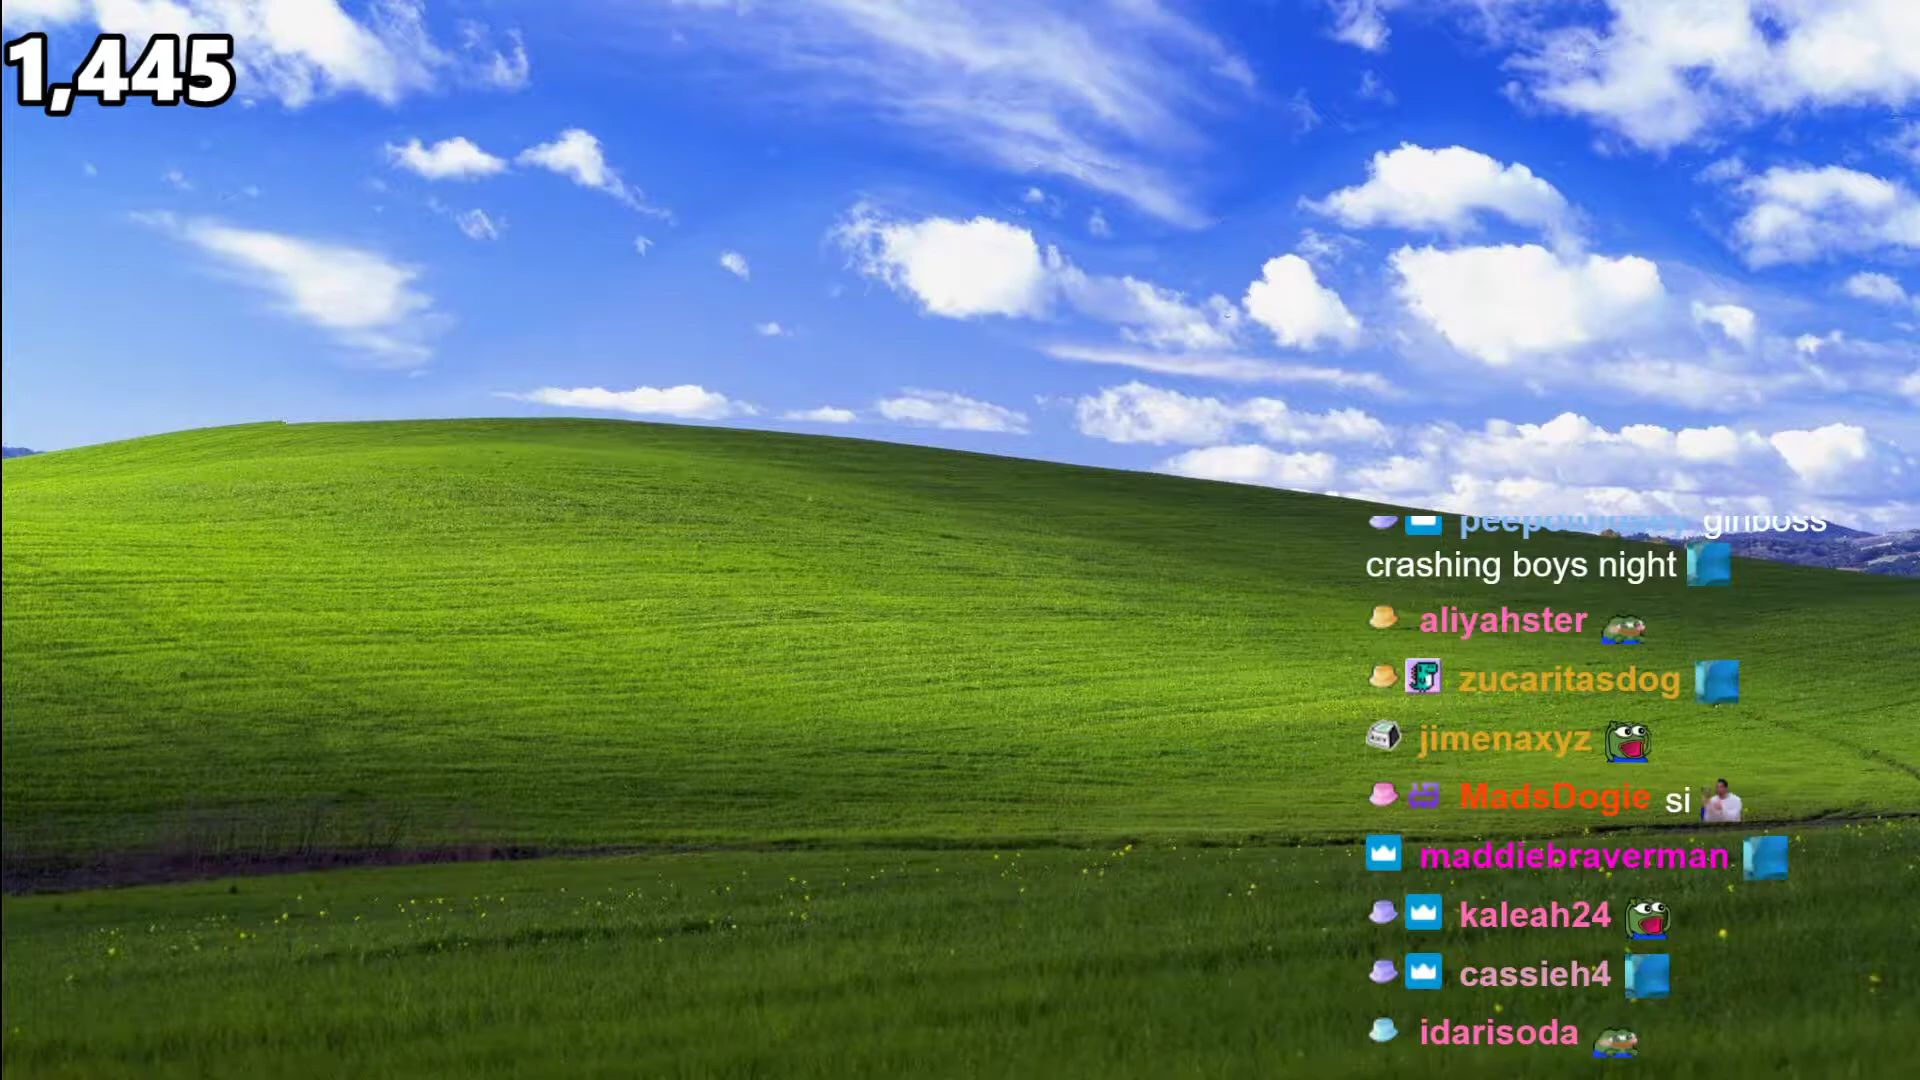 1,445
girlboss
crashing boys night
aliyahster
zucaritasdog
jimenaxyz
MadsDogie si
maddiebraverman
kaleah24
cassieh4
idarisoda